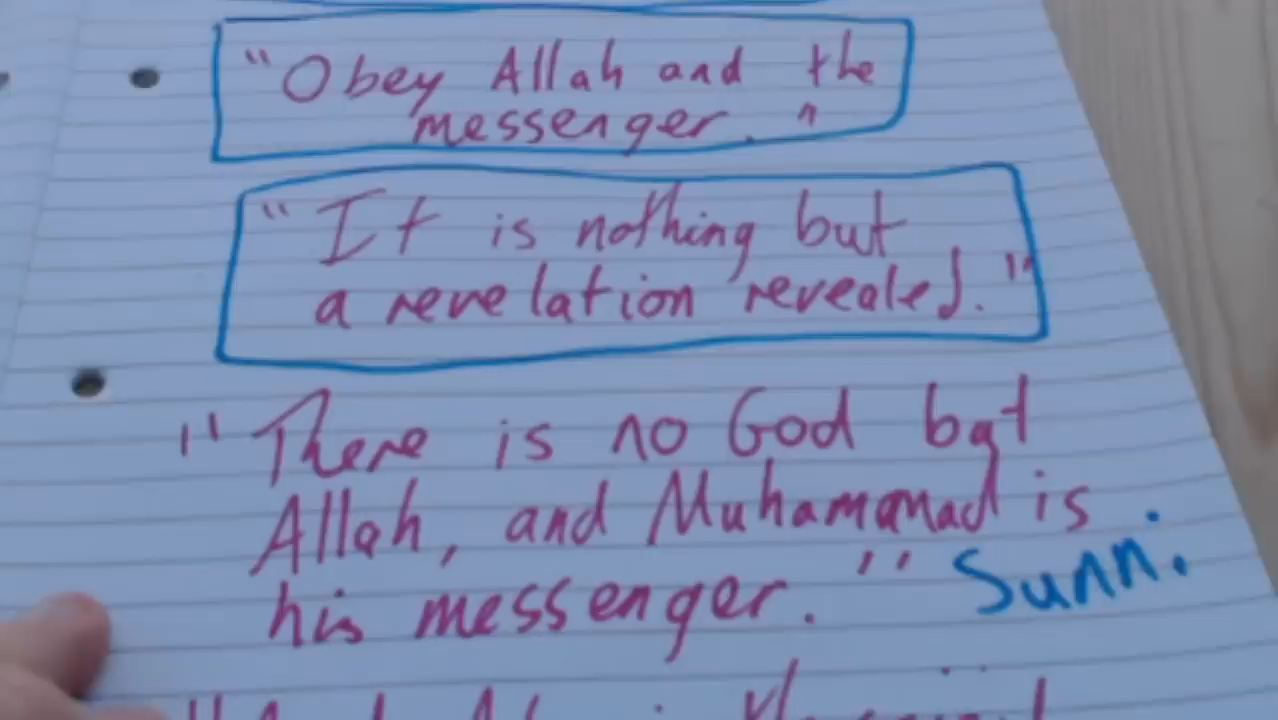 "Obey Allah and the
messenger."
"It is nothing but
a revelation revealed."
"There is no God but
Allah, and Muhammad is
his messenger." Sunn.